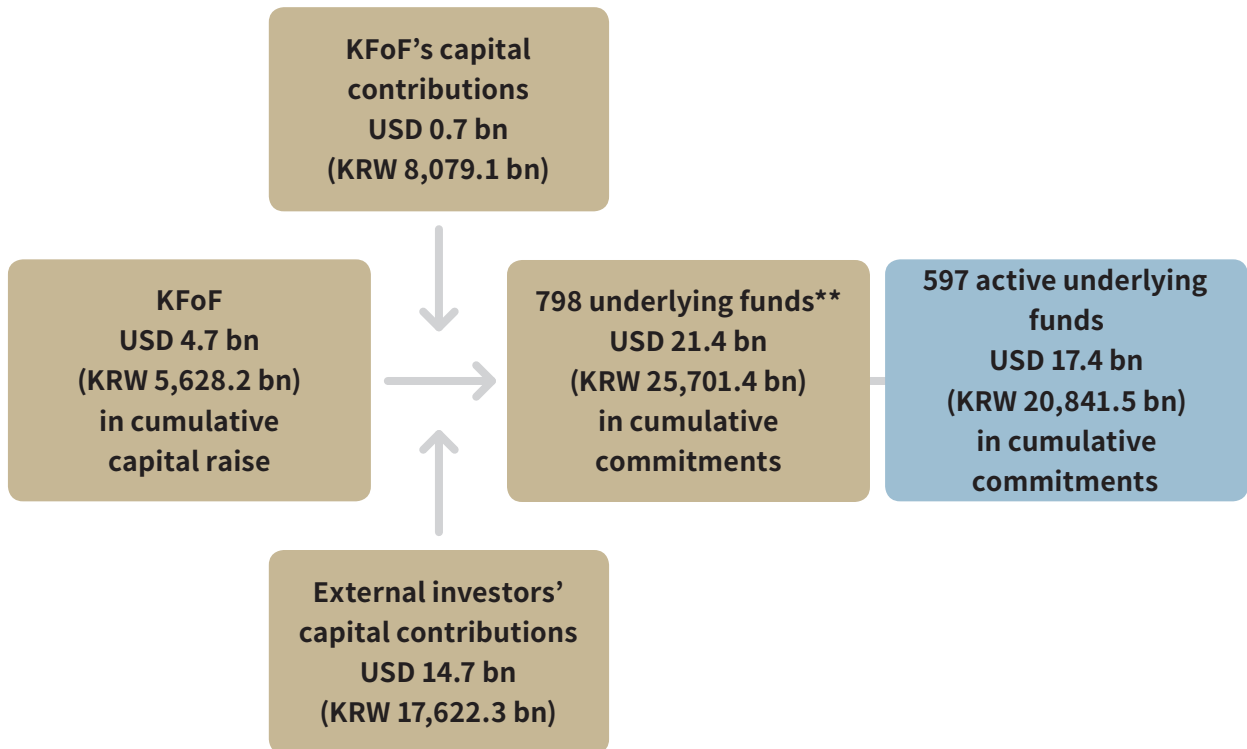 KFoF’s capital
contributions
USD 0.7 bn
(KRW 8,079.1 bn)
KFoF
USD 4.7 bn
(KRW 5,628.2 bn)
in cumulative
capital raise
798 underlying funds**
USD 21.4 bn
(KRW 25,701.4 bn)
in cumulative
commitments
597 active underlying
funds
USD 17.4 bn
(KRW 20,841.5 bn)
in cumulative
commitments
External investors’
capital contributions
USD 14.7 bn
(KRW 17,622.3 bn)